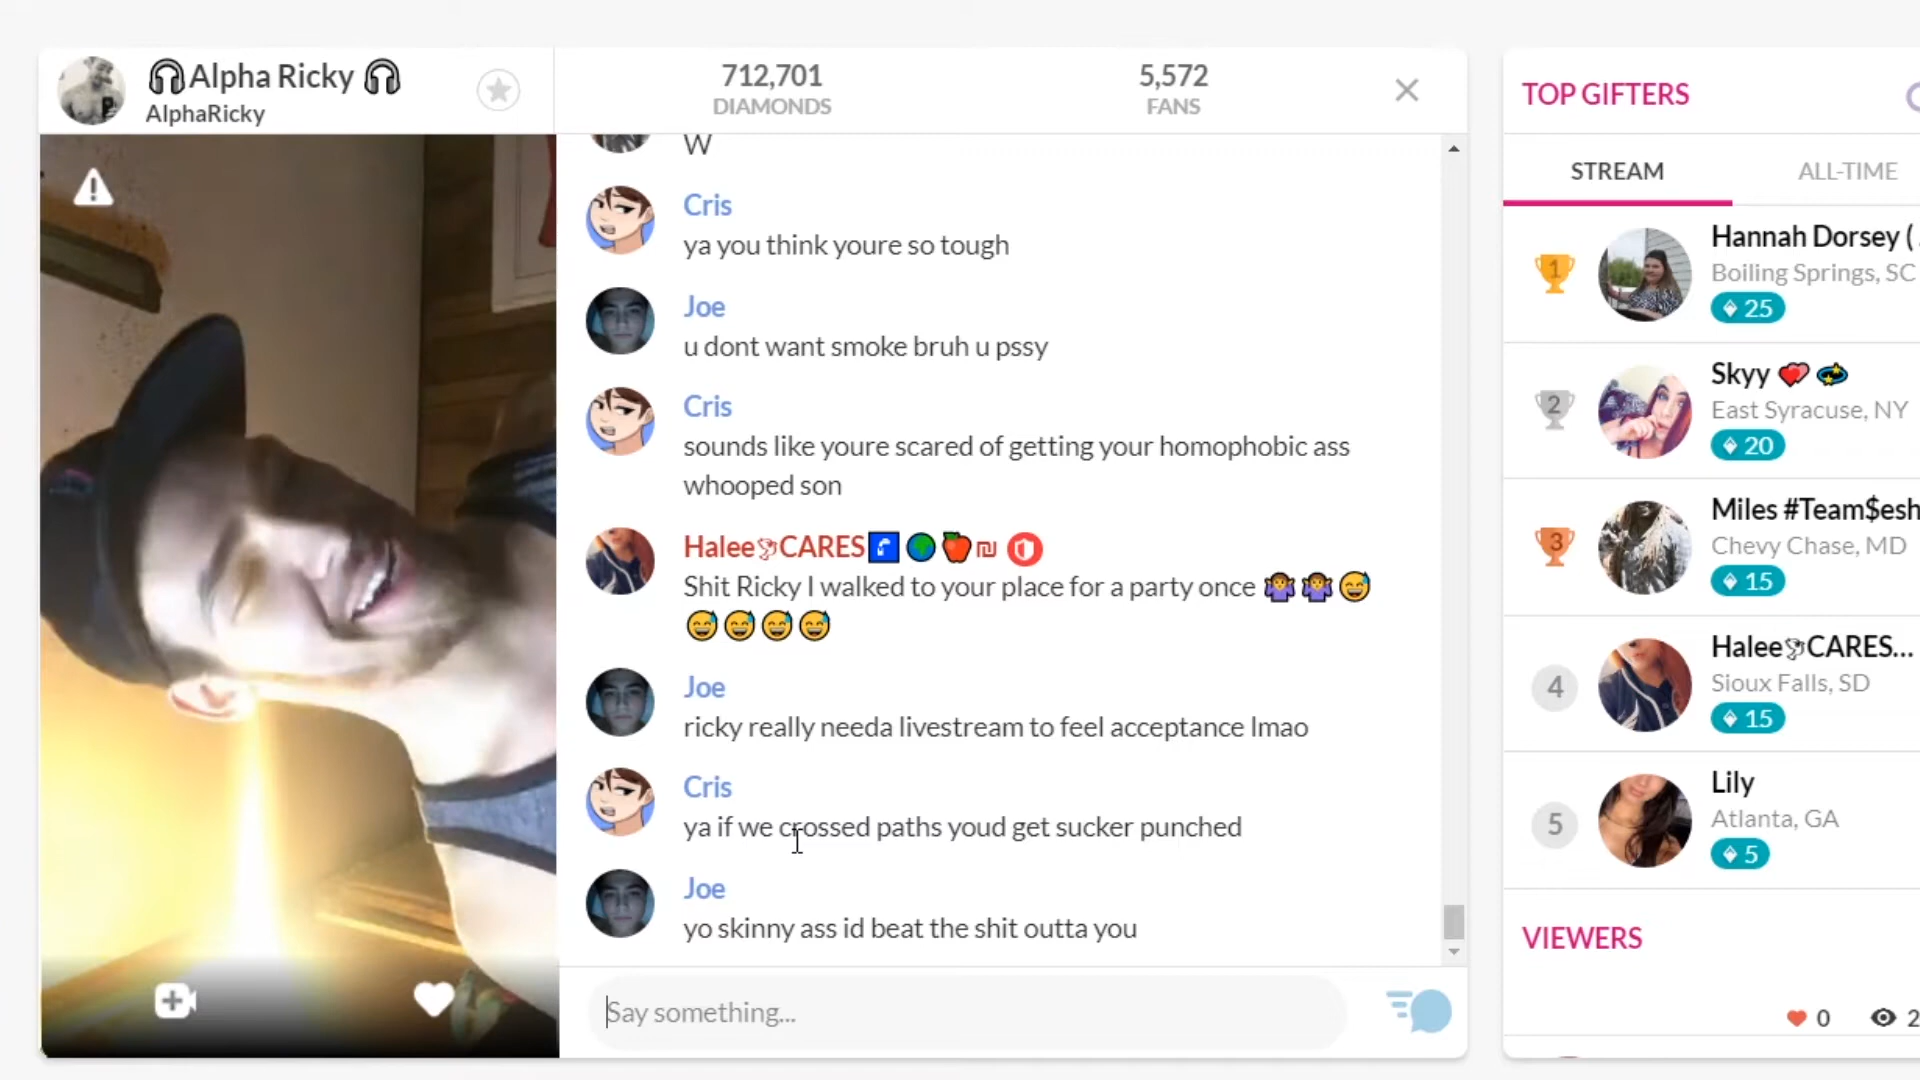 Alpha Ricky
AlphaRicky
712,701
DIAMONDS
5,572
FANS
W
Cris
ya you think youre so tough
Joe
u dont want smoke bruh u pssy
Cris
sounds like youre scared of getting your homophobic ass
whooped son
Halee CARES ₪
Shit Ricky I walked to your place for a party once 🤷‍♀️🤷‍♀️😅
😅😅😅😅
Joe
ricky really needa livestream to feel acceptance lmao
Cris
ya if we crossed paths youd get sucker punched
Joe
yo skinny ass id beat the shit outta you
Say something...
TOP GIFTERS
STREAM
ALL-TIME
1
Hannah Dorsey (
Boiling Springs, SC
25
2
Skyy
East Syracuse, NY
20
3
Miles #Team$esh
Chevy Chase, MD
15
4
Halee CARES...
Sioux Falls, SD
15
5
Lily
Atlanta, GA
5
VIEWERS
0
2